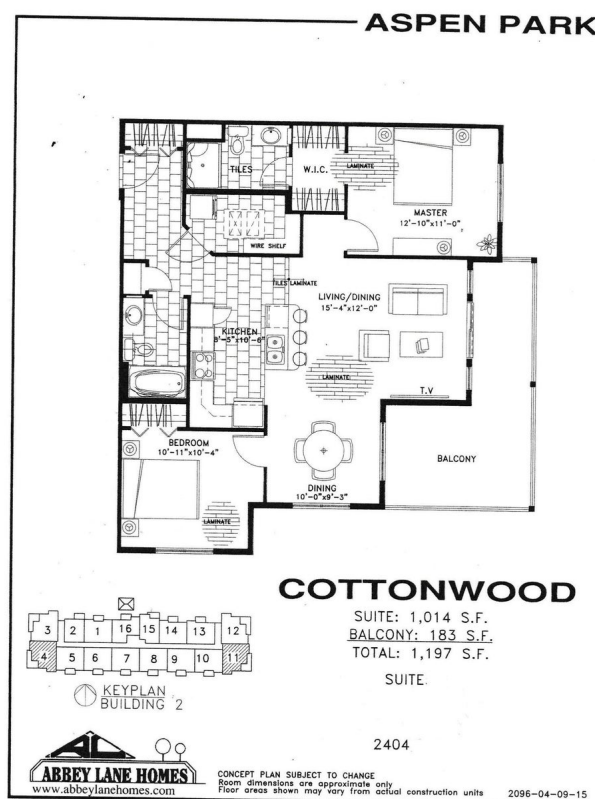 ASPEN PARK
TILES
W.I.C.
LAMINATE
MASTER
12'-10"x11'-0"
WIRE SHELF
TILES LAMINATE
LIVING/DINING
15'-4"x12'-0"
KITCHEN
8'-5"x10'-6"
LAMINATE
T.V
BEDROOM
10'-11"x10'-4"
BALCONY
DINING
10'-0"x9'-3"
LAMINATE
COTTONWOOD
SUITE: 1,014 S.F.
BALCONY: 183 S.F.
TOTAL: 1,197 S.F.
SUITE
3 2 1 16 15 14 13 12
4 5 6 7 8 9 10 11
KEYPLAN
BUILDING 2
2404
AL
ABBEY LANE HOMES
www.abbeylanehomes.com
CONCEPT PLAN SUBJECT TO CHANGE
Room dimensions are approximate only
Floor areas shown may vary from actual construction units
2096-04-09-15